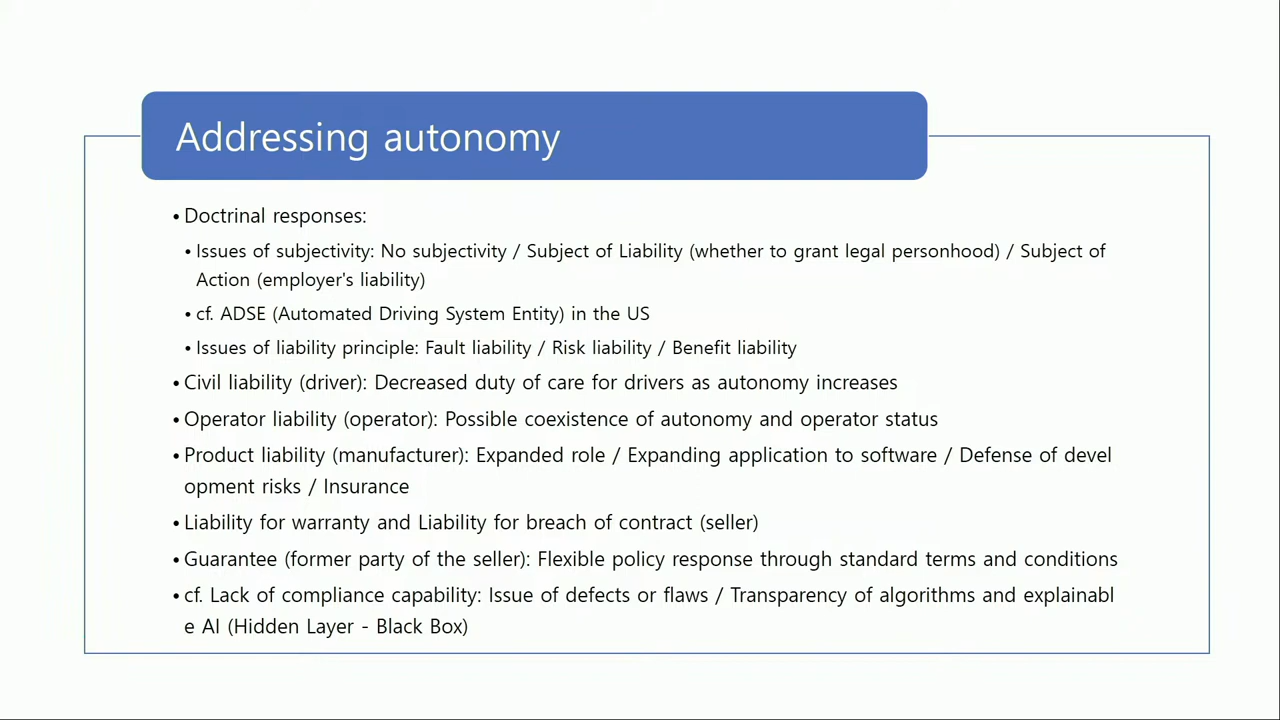 Addressing autonomy
• Doctrinal responses:
• Issues of subjectivity: No subjectivity / Subject of Liability (whether to grant legal personhood) / Subject of
Action (employer's liability)
• cf. ADSE (Automated Driving System Entity) in the US
• Issues of liability principle: Fault liability / Risk liability / Benefit liability
• Civil liability (driver): Decreased duty of care for drivers as autonomy increases
• Operator liability (operator): Possible coexistence of autonomy and operator status
• Product liability (manufacturer): Expanded role / Expanding application to software / Defense of devel
opment risks / Insurance
• Liability for warranty and Liability for breach of contract (seller)
• Guarantee (former party of the seller): Flexible policy response through standard terms and conditions
• cf. Lack of compliance capability: Issue of defects or flaws / Transparency of algorithms and explainabl
e AI (Hidden Layer - Black Box)